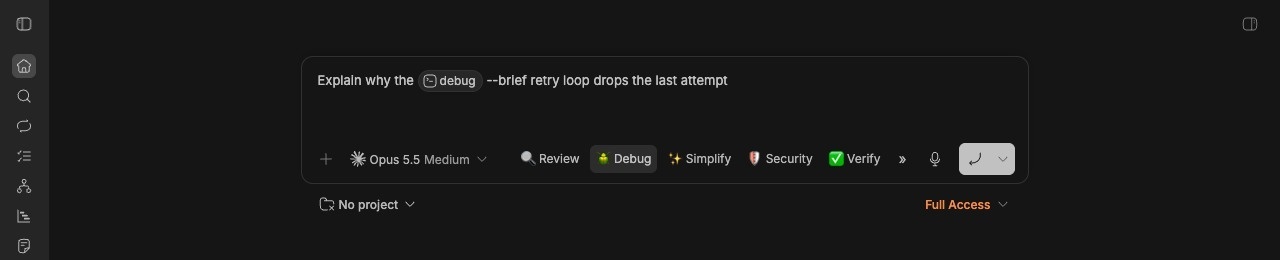 Explain why the debug --brief retry loop drops the last attempt
Opus 5.5 Medium Review Debug Simplify Security Verify »
No project Full Access